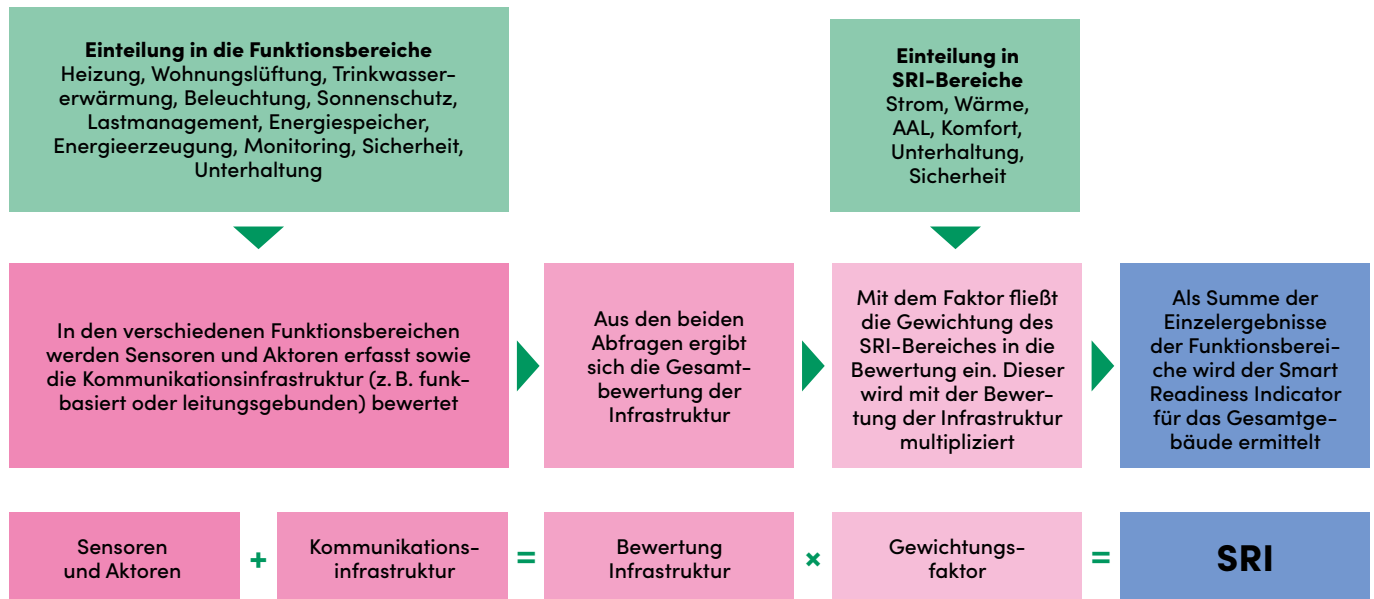 Einteilung in die Funktionsbereiche
Heizung, Wohnungslüftung, Trinkwasser-
erwärmung, Beleuchtung, Sonnenschutz,
Lastmanagement, Energiespeicher,
Energieerzeugung, Monitoring, Sicherheit,
Unterhaltung
Einteilung in
SRI-Bereiche
Strom, Wärme,
AAL, Komfort,
Unterhaltung,
Sicherheit
In den verschiedenen Funktionsbereichen
werden Sensoren und Aktoren erfasst sowie
die Kommunikationsinfrastruktur (z. B. funk-
basiert oder leitungsgebunden) bewertet
Aus den beiden
Abfragen ergibt
sich die Gesamt-
bewertung der
Infrastruktur
Mit dem Faktor fließt
die Gewichtung des
SRI-Bereiches in die
Bewertung ein. Dieser
wird mit der Bewer-
tung der Infrastruktur
multipliziert
Als Summe der
Einzelergebnisse
der Funktionsberei-
che wird der Smart
Readiness Indicator
für das Gesamtge-
bäude ermittelt
Sensoren
und Aktoren
+
Kommunikations-
infrastruktur
=
Bewertung
Infrastruktur
×
Gewichtungs-
faktor
=
SRI